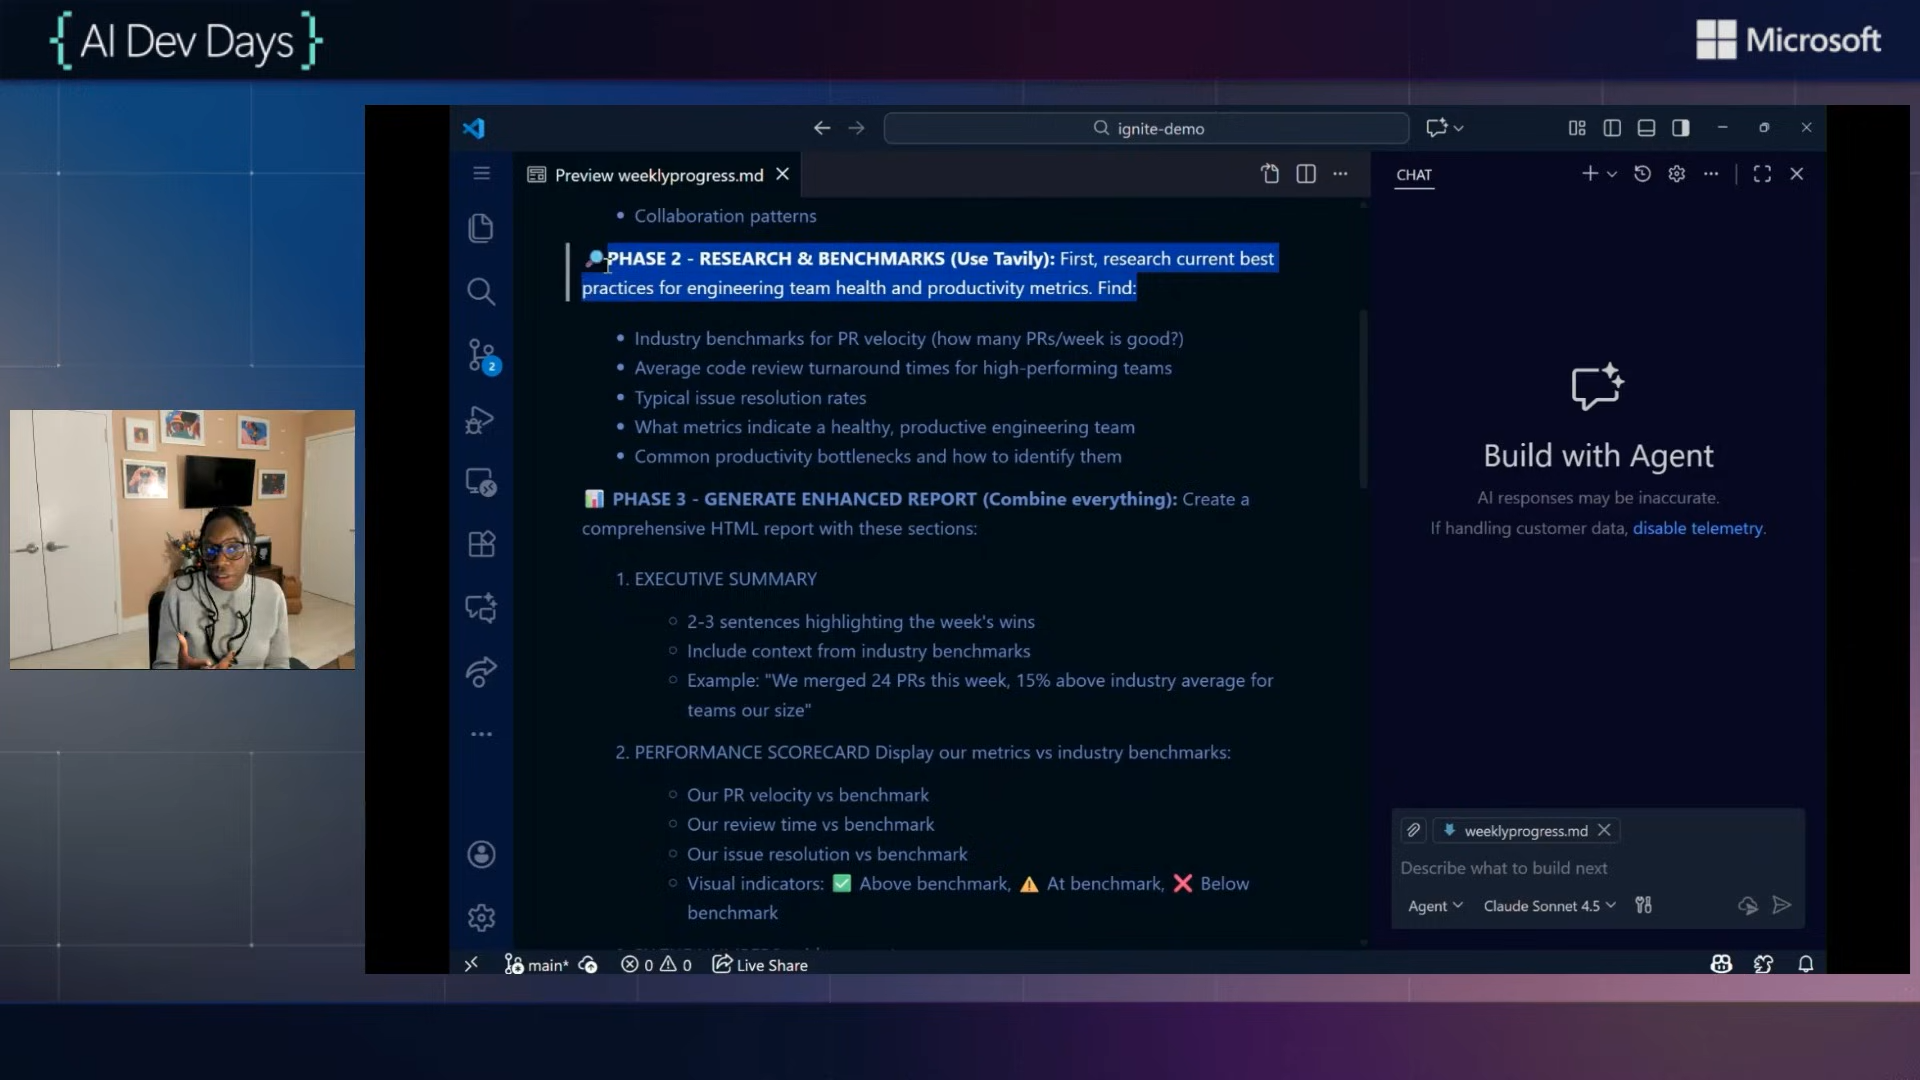 { AI Dev Days }
Microsoft
ignite-demo
Preview weeklyprogress.md
CHAT
• Collaboration patterns
🔎 PHASE 2 - RESEARCH & BENCHMARKS (Use Tavily): First, research current best
practices for engineering team health and productivity metrics. Find:
• Industry benchmarks for PR velocity (how many PRs/week is good?)
• Average code review turnaround times for high-performing teams
• Typical issue resolution rates
• What metrics indicate a healthy, productive engineering team
• Common productivity bottlenecks and how to identify them
📊 PHASE 3 - GENERATE ENHANCED REPORT (Combine everything): Create a
comprehensive HTML report with these sections:
1. EXECUTIVE SUMMARY
○ 2-3 sentences highlighting the week's wins
○ Include context from industry benchmarks
○ Example: "We merged 24 PRs this week, 15% above industry average for
teams our size"
2. PERFORMANCE SCORECARD Display our metrics vs industry benchmarks:
○ Our PR velocity vs benchmark
○ Our review time vs benchmark
○ Our issue resolution vs benchmark
○ Visual indicators: ✅ Above benchmark, ⚠️ At benchmark, ❌ Below
benchmark
2
Build with Agent
AI responses may be inaccurate.
If handling customer data, disable telemetry.
weeklyprogress.md
Describe what to build next
Agent
Claude Sonnet 4.5
main*
0
0
Live Share